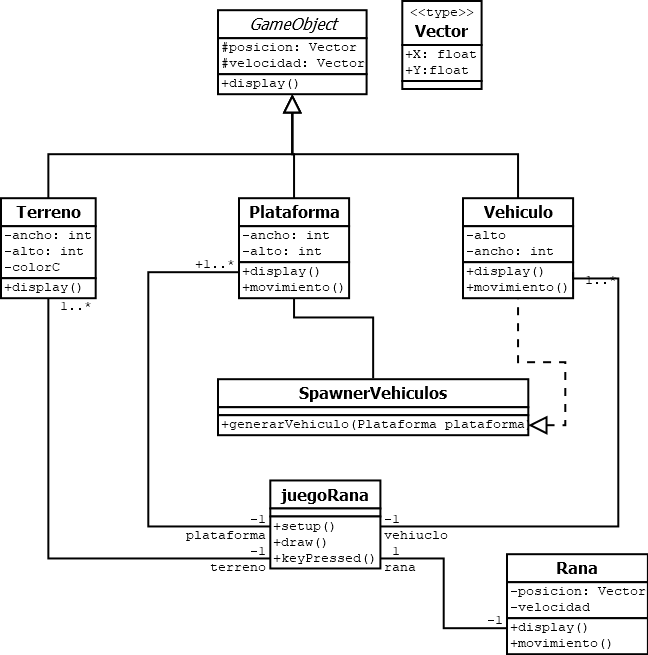 GameObject
#posicion: Vector
#velocidad: Vector
+display()
<<type>>
Vector
+X: float
+Y:float
Terreno
-ancho: int
-alto: int
-colorC
+display()
1..*
Plataforma
-ancho: int
-alto: int
+display()
+movimiento()
+1..*
Vehiculo
-alto
-ancho: int
+display()
+movimiento()
1..*
SpawnerVehiculos
+generarVehiculo(Plataforma plataforma
juegoRana
+setup()
+draw()
+keyPressed()
-1
plataforma
-1
terreno
-1
vehiuclo
1
rana
-1
Rana
-posicion: Vector
-velocidad
+display()
+movimiento()